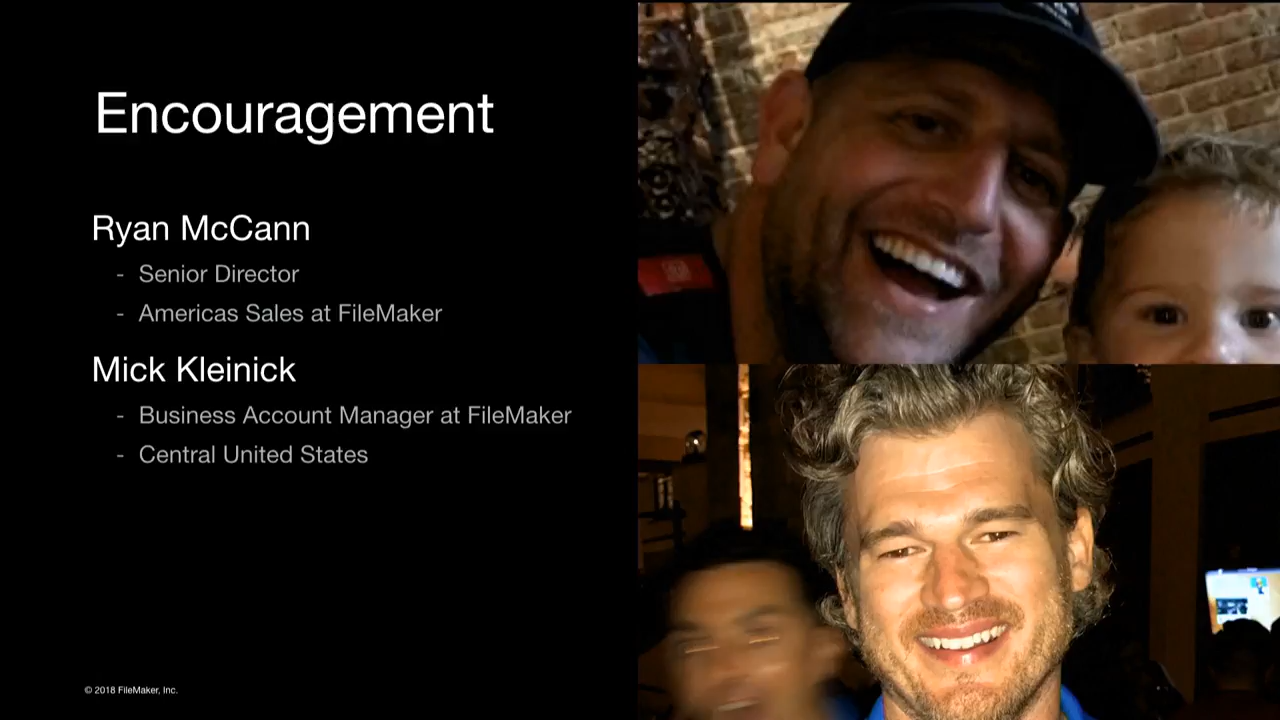 Encouragement
Ryan McCann
- Senior Director
- Americas Sales at FileMaker
Mick Kleinick
- Business Account Manager at FileMaker
- Central United States
© 2018 FileMaker, Inc.